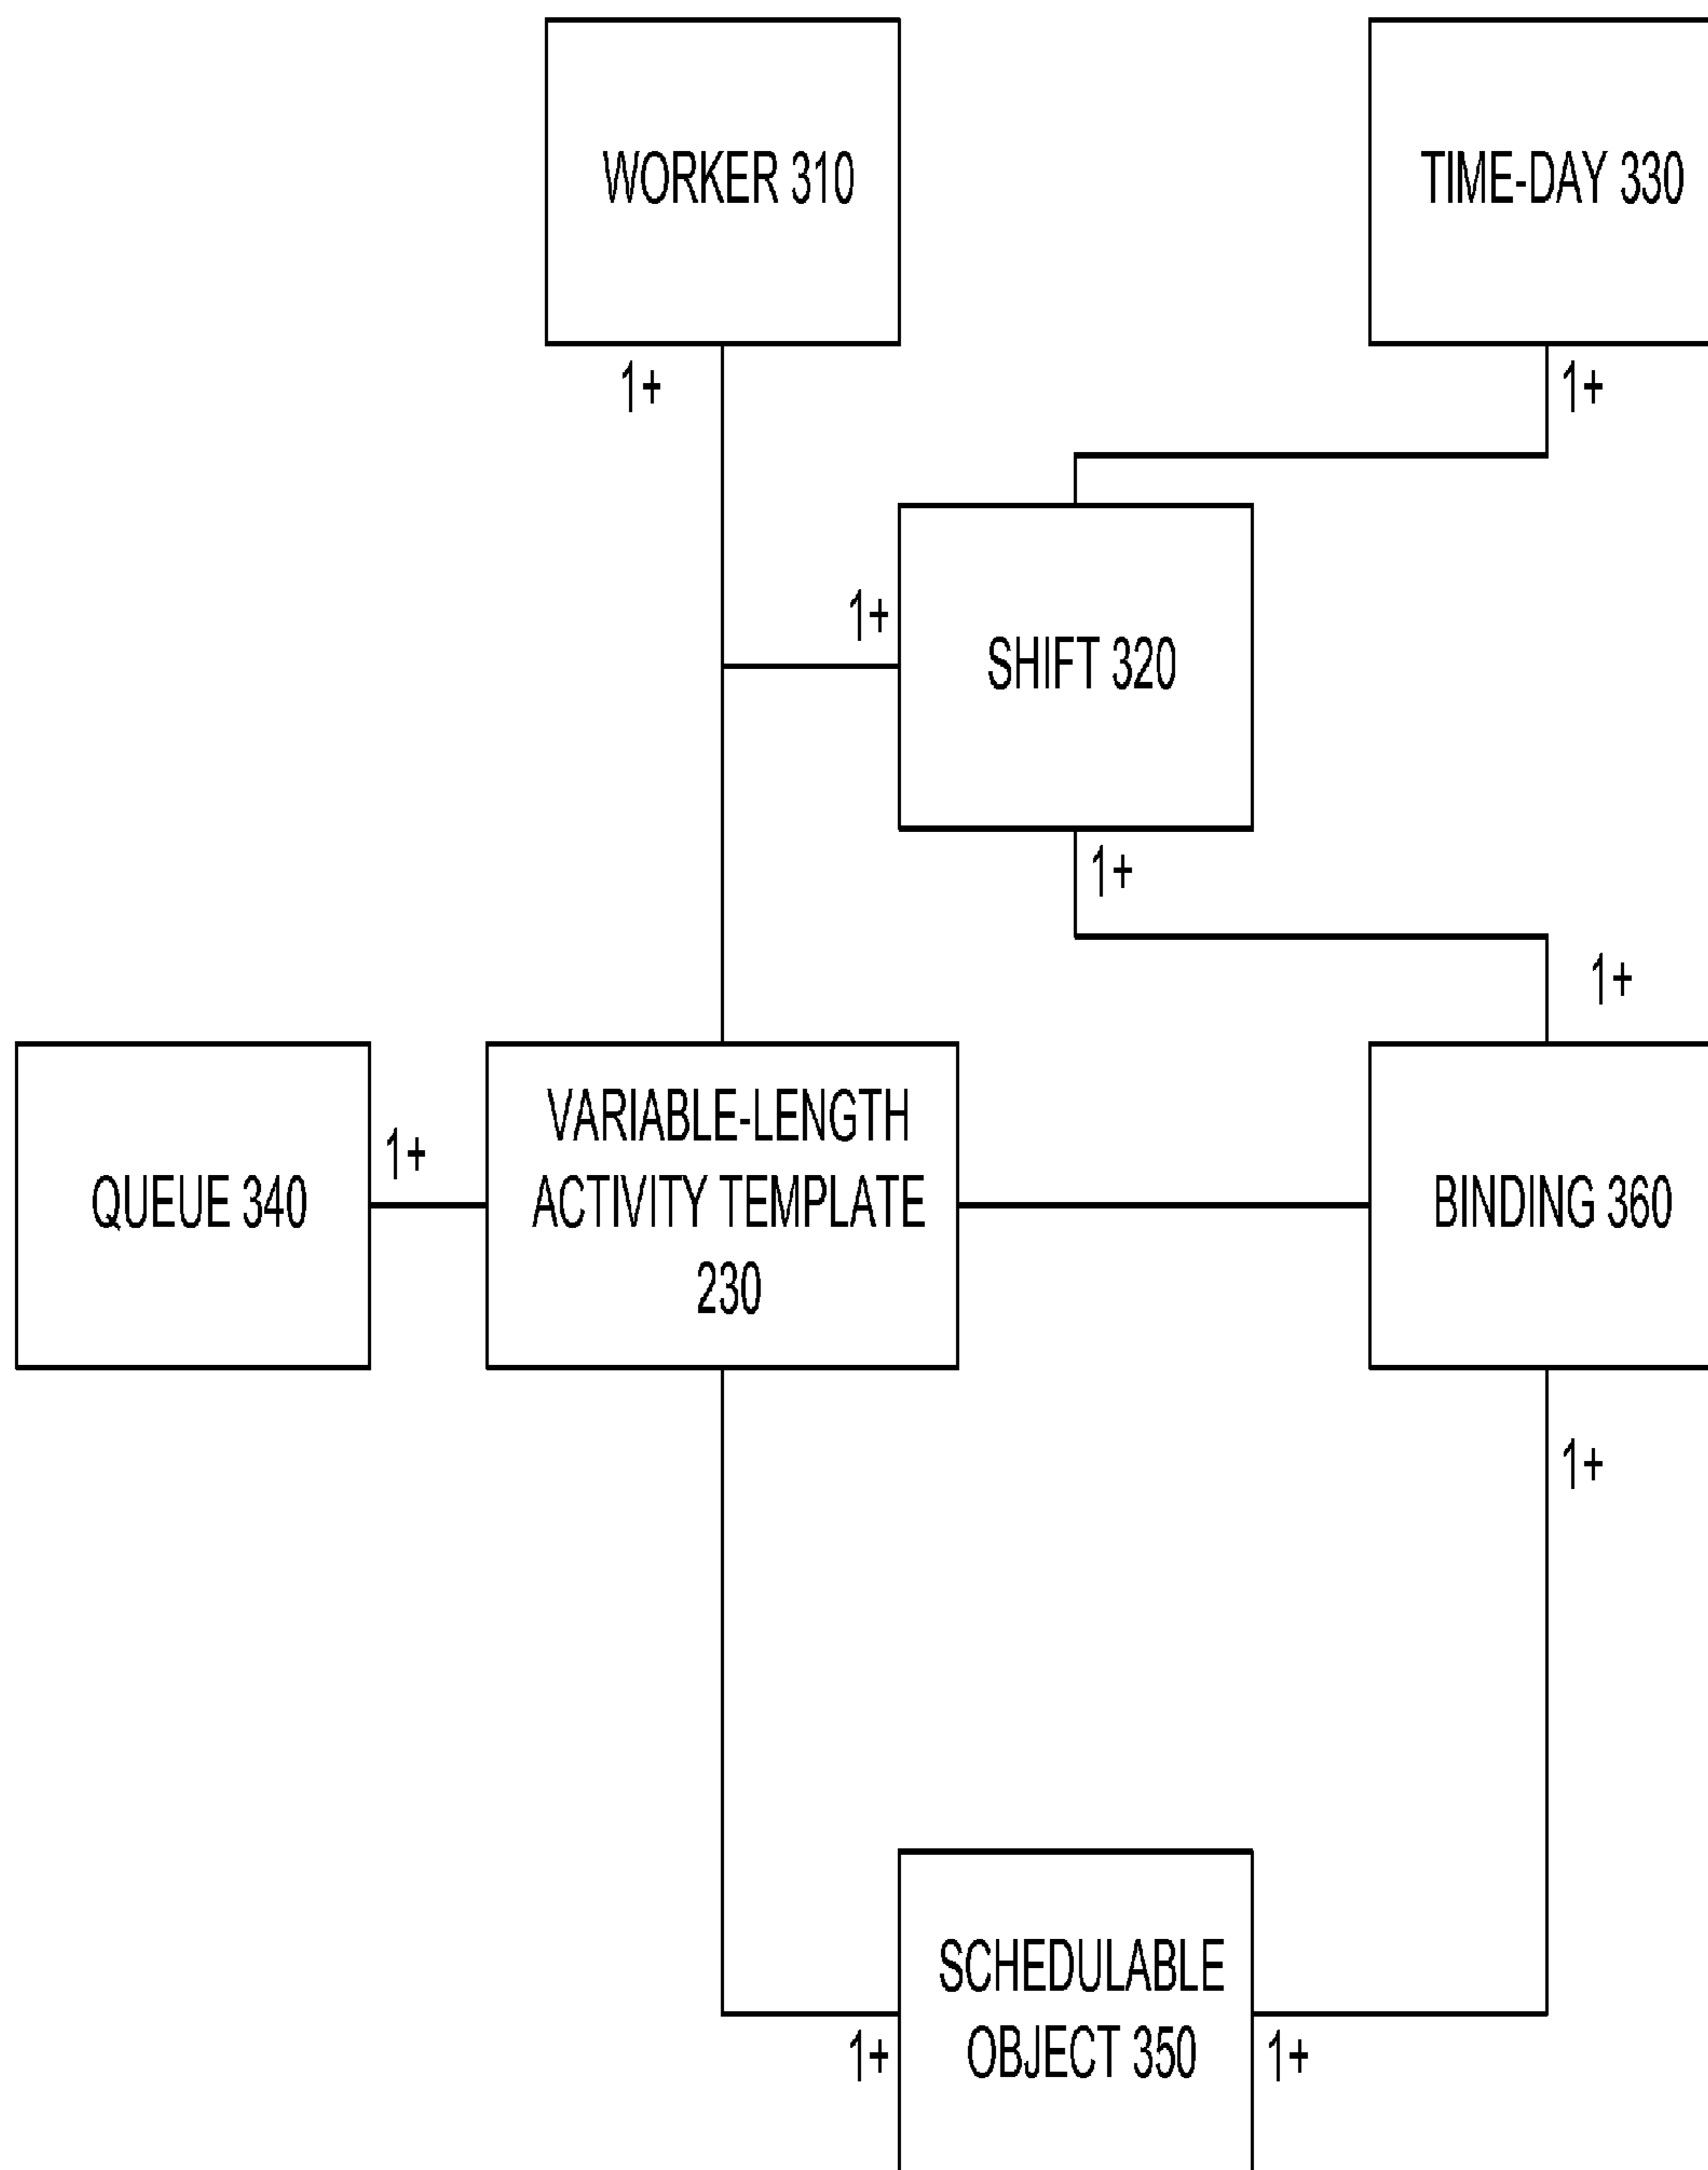 WORKER 310
TIME-DAY 330
1+
1+
1+
SHIFT 320
1+
1+
QUEUE 340
1+
VARIABLE-LENGTH
ACTIVITY TEMPLATE
230
BINDING 360
1+
SCHEDULABLE
OBJECT 350
1+
1+